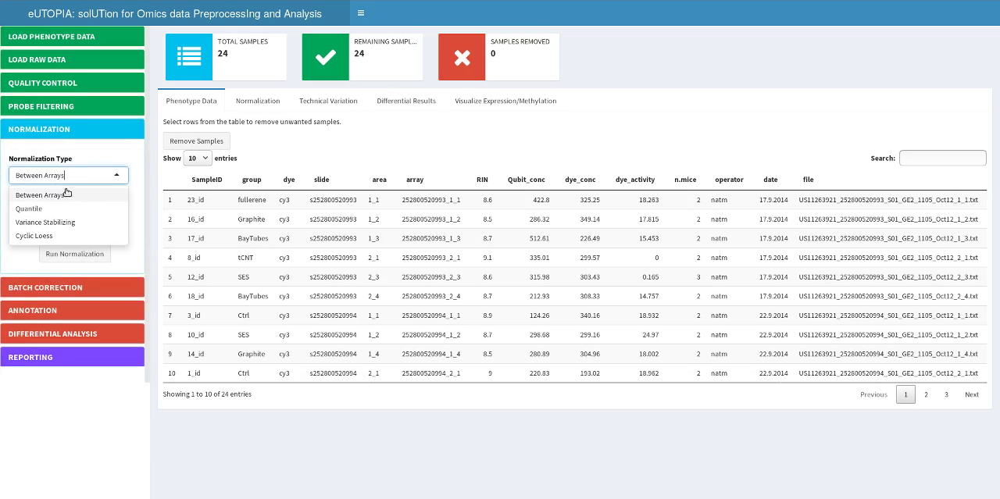 eUTOPIA: solUTion for Omics data PreprocessIng and Analysis
LOAD PHENOTYPE DATA
LOAD RAW DATA
QUALITY CONTROL
PROBE FILTERING
NORMALIZATION
Normalization Type
Between Arrays
Between Arrays
Quantile
Variance Stabilizing
Cyclic Loess
Run Normalization
BATCH CORRECTION
ANNOTATION
DIFFERENTIAL ANALYSIS
REPORTING
TOTAL SAMPLES
24
REMAINING SAMPL...
24
SAMPLES REMOVED
0
Phenotype Data Normalization Technical Variation Differential Results Visualize Expression/Methylation
Select rows from the table to remove unwanted samples.
Remove Samples
Show 10 entries Search:
SampleID group dye slide area array RIN Qubit_conc dye_conc dye_activity n.mice operator date file
1 23_id fullerene cy3 s252800520993 1_1 252800520993_1_1 8.6 422.8 325.25 18.263 2 natm 17.9.2014 US11263921_252800520993_S01_GE2_1105_Oct12_1_1.txt
2 16_id Graphite cy3 s252800520993 1_2 252800520993_1_2 8.5 286.32 349.14 17.815 2 natm 17.9.2014 US11263921_252800520993_S01_GE2_1105_Oct12_1_2.txt
3 17_id BayTubes cy3 s252800520993 1_3 252800520993_1_3 8.7 512.61 226.49 15.453 2 natm 17.9.2014 US11263921_252800520993_S01_GE2_1105_Oct12_1_3.txt
4 8_id tCNT cy3 s252800520993 2_1 252800520993_2_1 9.1 335.01 299.57 0 2 natm 17.9.2014 US11263921_252800520993_S01_GE2_1105_Oct12_2_1.txt
5 12_id SES cy3 s252800520993 2_3 252800520993_2_3 8.6 315.98 303.43 0.165 3 natm 17.9.2014 US11263921_252800520993_S01_GE2_1105_Oct12_2_3.txt
6 18_id BayTubes cy3 s252800520993 2_4 252800520993_2_4 8.7 212.93 308.33 14.757 2 natm 17.9.2014 US11263921_252800520993_S01_GE2_1105_Oct12_2_4.txt
7 3_id Ctrl cy3 s252800520994 1_1 252800520994_1_1 8.9 124.26 340.16 18.932 2 natm 22.9.2014 US11263921_252800520994_S01_GE2_1105_Oct12_1_1.txt
8 10_id SES cy3 s252800520994 1_2 252800520994_1_2 8.7 298.68 299.16 24.97 2 natm 22.9.2014 US11263921_252800520994_S01_GE2_1105_Oct12_1_2.txt
9 14_id Graphite cy3 s252800520994 1_4 252800520994_1_4 8.5 280.89 304.96 18.002 2 natm 22.9.2014 US11263921_252800520994_S01_GE2_1105_Oct12_1_4.txt
10 1_id Ctrl cy3 s252800520994 2_1 252800520994_2_1 9 220.83 193.02 18.962 2 natm 22.9.2014 US11263921_252800520994_S01_GE2_1105_Oct12_2_1.txt
Showing 1 to 10 of 24 entries Previous 1 2 3 Next